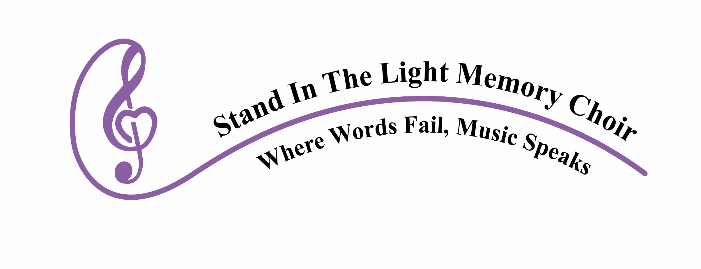 Stand In The Light Memory Choir
Where Words Fail, Music Speaks